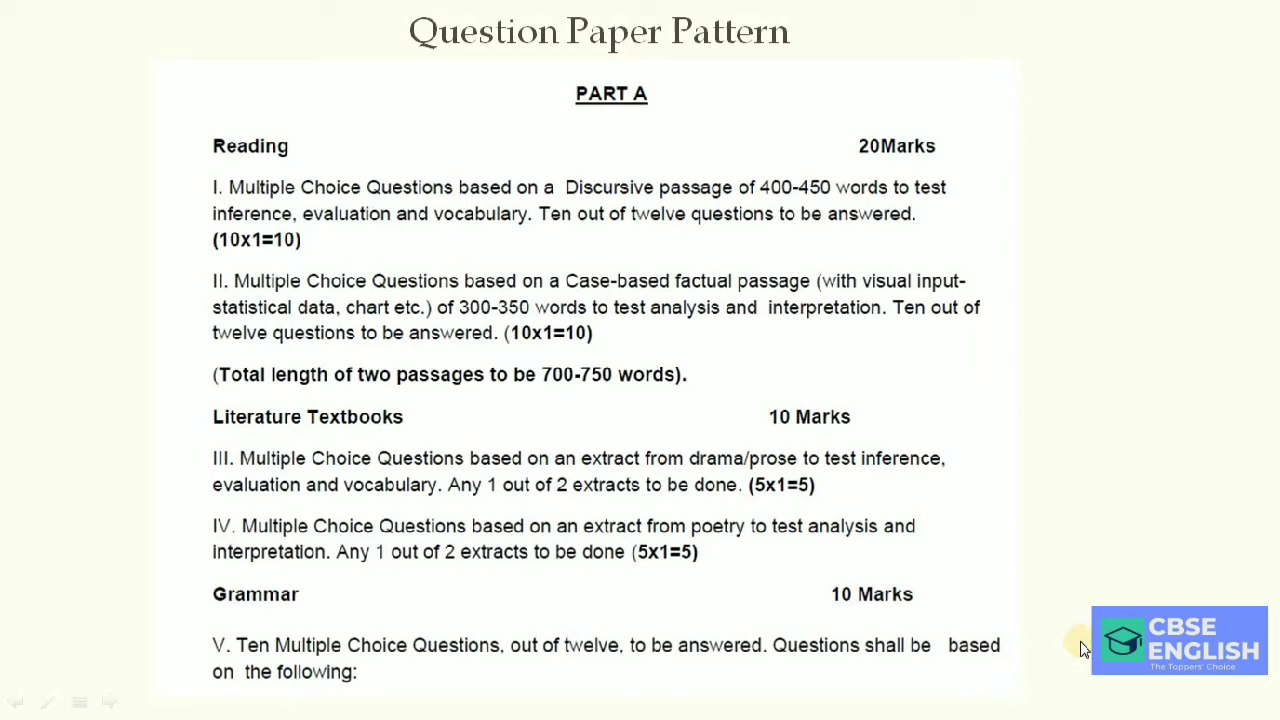 Question Paper Pattern
PART A
Reading 20Marks
I. Multiple Choice Questions based on a Discursive passage of 400-450 words to test
inference, evaluation and vocabulary. Ten out of twelve questions to be answered.
(10x1=10)
II. Multiple Choice Questions based on a Case-based factual passage (with visual input-
statistical data, chart etc.) of 300-350 words to test analysis and interpretation. Ten out of
twelve questions to be answered. (10x1=10)
(Total length of two passages to be 700-750 words).
Literature Textbooks 10 Marks
III. Multiple Choice Questions based on an extract from drama/prose to test inference,
evaluation and vocabulary. Any 1 out of 2 extracts to be done. (5x1=5)
IV. Multiple Choice Questions based on an extract from poetry to test analysis and
interpretation. Any 1 out of 2 extracts to be done (5x1=5)
Grammar 10 Marks
V. Ten Multiple Choice Questions, out of twelve, to be answered. Questions shall be based
on the following:
CBSE
ENGLISH
The Toppers' Choice